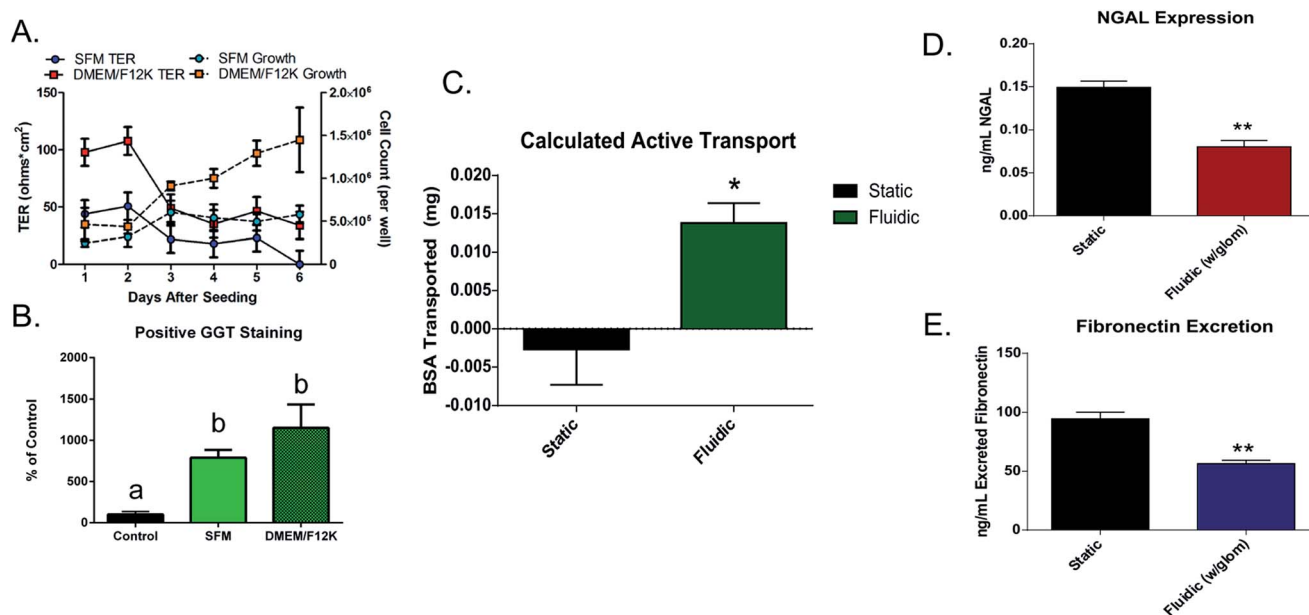 A.
SFM TER
SFM Growth
DMEM/F12K TER
DMEM/F12K Growth
150
100
50
0
TER (ohms*cm²)
2.0×10⁶
1.5×10⁶
1.0×10⁶
5.0×10⁵
0
Cell Count (per well)
1 2 3 4 5 6
Days After Seeding
B.
Positive GGT Staining
2000
1500
1000
500
0
% of Control
a
b
b
Control SFM DMEM/F12K
C.
Calculated Active Transport
0.020
0.015
0.010
0.005
0.000
-0.005
-0.010
BSA Transported (mg)
*
Static
Fluidic
Static
Fluidic
D.
NGAL Expression
0.20
0.15
0.10
0.05
0.00
ng/mL NGAL
**
Static
Fluidic (w/glom)
E.
Fibronectin Excretion
150
100
50
0
ng/mL Excreted Fibronectin
**
Static
Fluidic (w/glom)